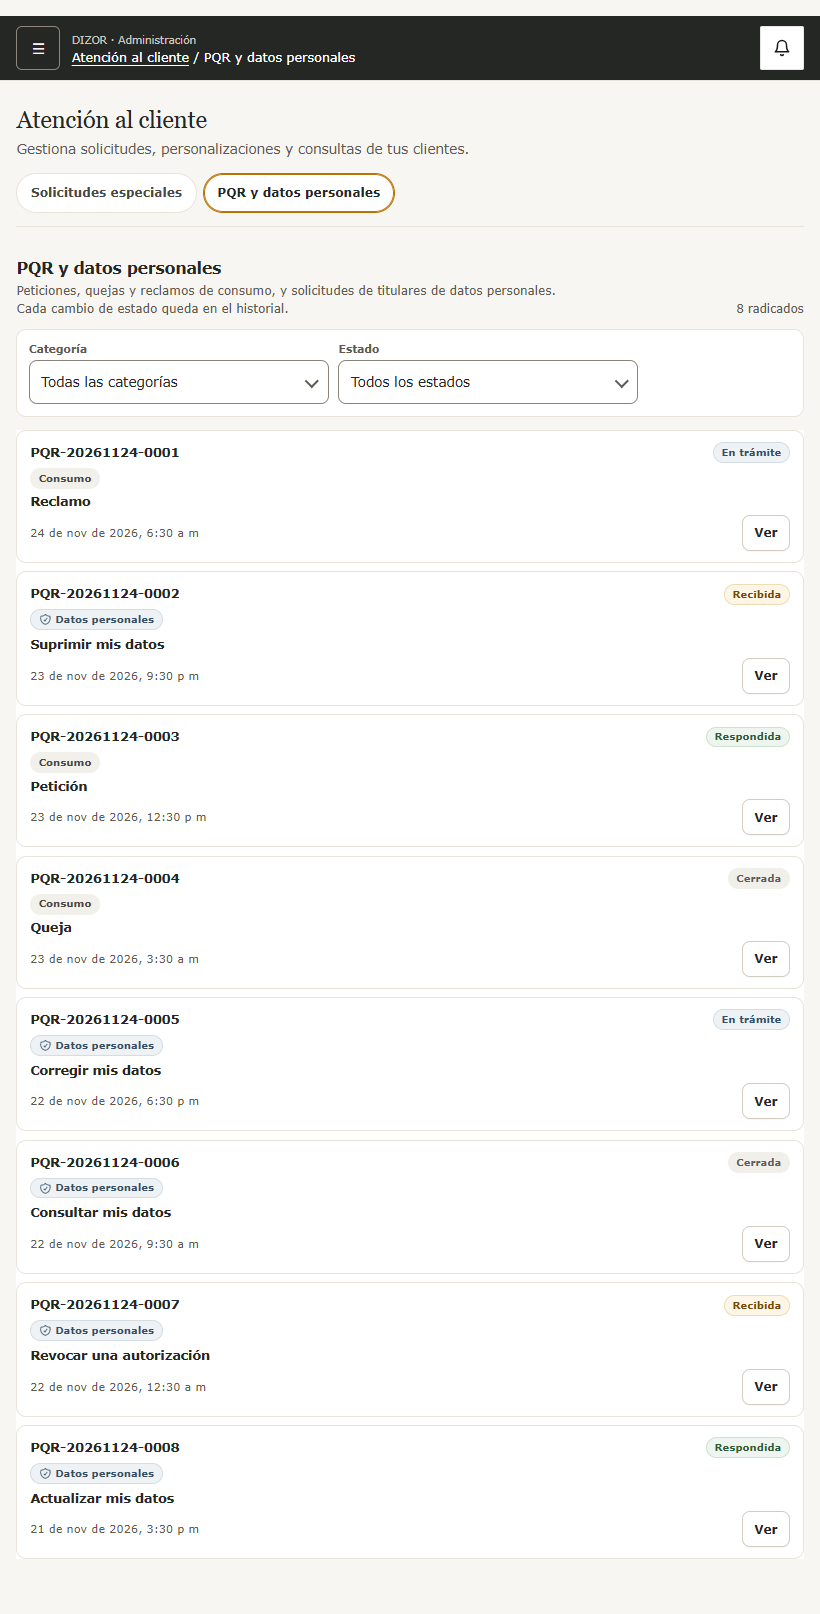 DIZOR · Administración
Atención al cliente / PQR y datos personales
Atención al cliente
Gestiona solicitudes, personalizaciones y consultas de tus clientes.
Solicitudes especiales
PQR y datos personales
PQR y datos personales
Peticiones, quejas y reclamos de consumo, y solicitudes de titulares de datos personales.
Cada cambio de estado queda en el historial.
8 radicados
Categoría
Estado
Todas las categorías
Todos los estados
PQR-20261124-0001
En trámite
Consumo
Reclamo
24 de nov de 2026, 6:30 a m
Ver
PQR-20261124-0002
Recibida
Datos personales
Suprimir mis datos
23 de nov de 2026, 9:30 p m
Ver
PQR-20261124-0003
Respondida
Consumo
Petición
23 de nov de 2026, 12:30 p m
Ver
PQR-20261124-0004
Cerrada
Consumo
Queja
23 de nov de 2026, 3:30 a m
Ver
PQR-20261124-0005
En trámite
Datos personales
Corregir mis datos
22 de nov de 2026, 6:30 p m
Ver
PQR-20261124-0006
Cerrada
Datos personales
Consultar mis datos
22 de nov de 2026, 9:30 a m
Ver
PQR-20261124-0007
Recibida
Datos personales
Revocar una autorización
22 de nov de 2026, 12:30 a m
Ver
PQR-20261124-0008
Respondida
Datos personales
Actualizar mis datos
21 de nov de 2026, 3:30 p m
Ver